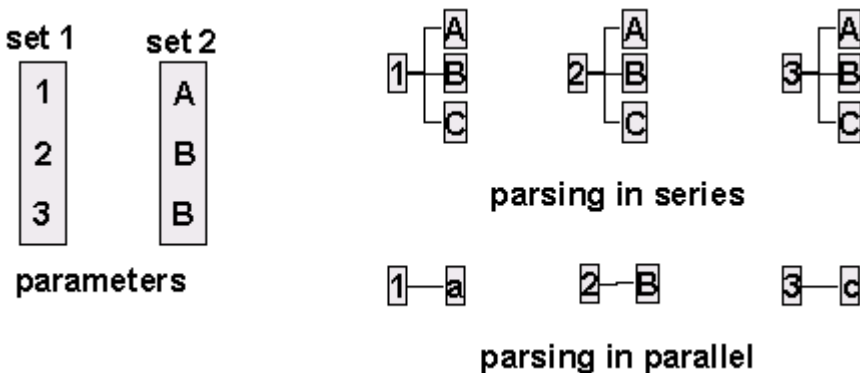 set 1
set 2
1
2
3
A
B
B
parameters
1
A
B
C
2
A
B
C
3
A
B
C
parsing in series
1 a
2 B
3 c
parsing in parallel